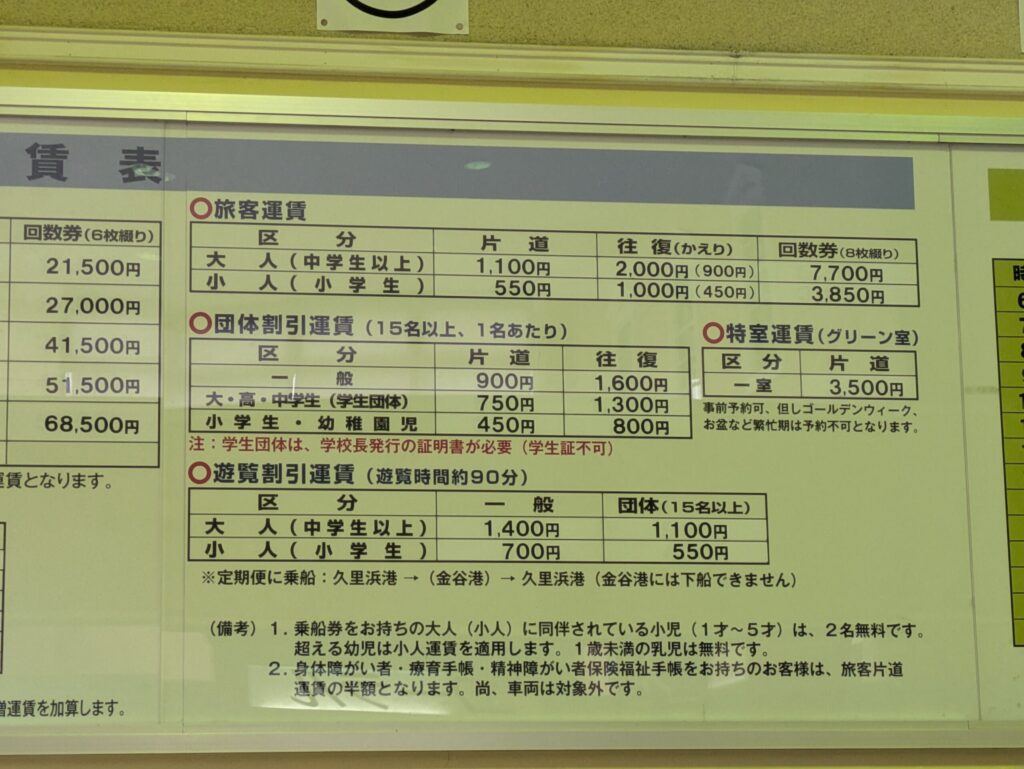 賃 表
回数券(6枚綴り)
21,500円
27,000円
41,500円
51,500円
68,500円
運賃となります。
増運賃を加算します。
〇旅客運賃
区 分 片 道 往 復(かえり) 回数券(8枚綴り)
大 人(中学生以上) 1,100円 2,000円(900円) 7,700円
小 人(小 学 生) 550円 1,000円(450円) 3,850円
〇団体割引運賃(15名以上、1名あたり)
区 分 片 道 往 復
一 般 900円 1,600円
大・高・中学生(学生団体) 750円 1,300円
小学生・幼稚園児 450円 800円
注:学生団体は、学校長発行の証明書が必要(学生証不可)
〇特室運賃(グリーン室)
区 分 片 道
一 室 3,500円
事前予約可、但しゴールデンウィーク、
お盆など繁忙期は予約不可となります。
〇遊覧割引運賃(遊覧時間約90分)
区 分 一 般 団体(15名以上)
大 人(中学生以上) 1,400円 1,100円
小 人(小 学 生) 700円 550円
※定期便に乗船:久里浜港→(金谷港)→久里浜港(金谷港には下船できません)
(備考)1.乗船券をお持ちの大人(小人)に同伴されている小児(1才~5才)は、2名無料です。
超える幼児は小人運賃を適用します。1歳未満の乳児は無料です。
2.身体障がい者・療育手帳・精神障がい者保険福祉手帳をお持ちのお客様は、旅客片道
運賃の半額となります。尚、車両は対象外です。
時